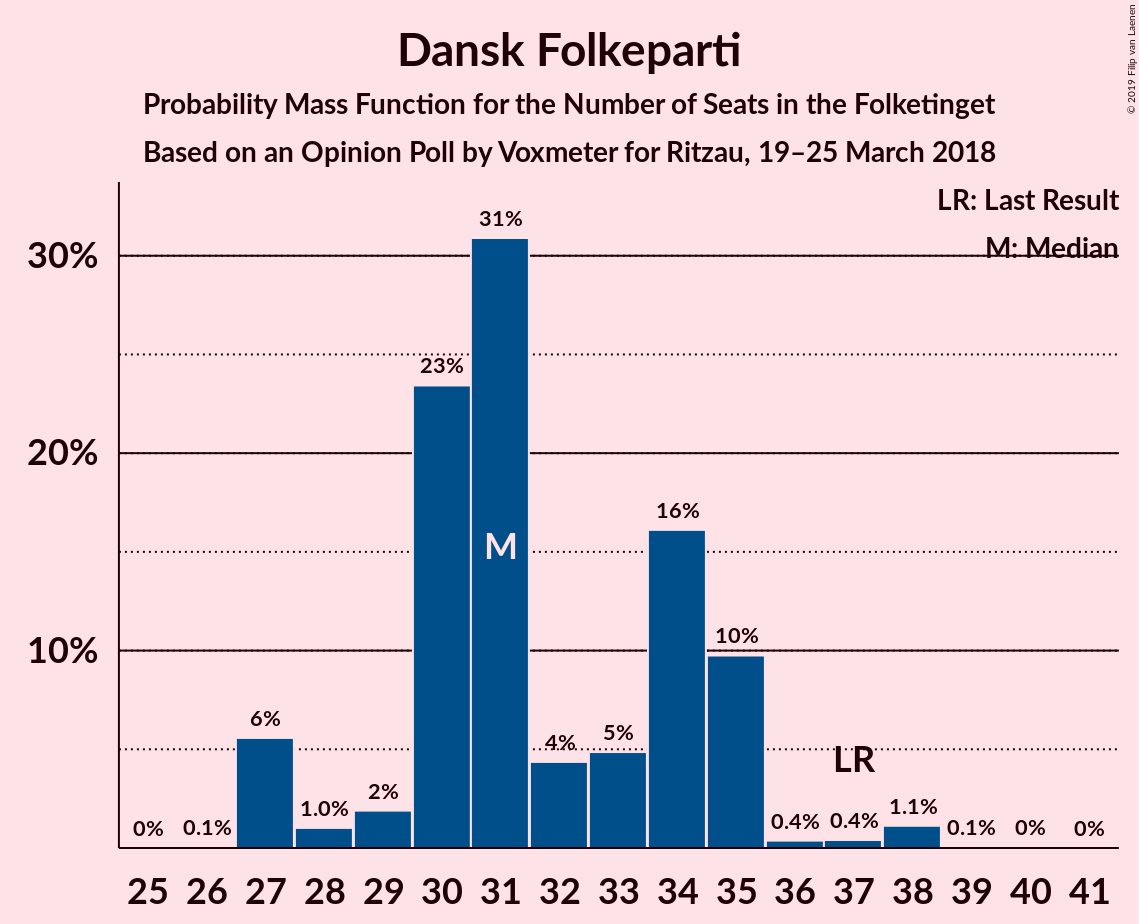 Dansk Folkeparti
Probability Mass Function for the Number of Seats in the Folketinget
Based on an Opinion Poll by Voxmeter for Ritzau, 19–25 March 2018
© 2019 Filip van Laenen
LR: Last Result
M: Median
30%
20%
10%
0%
0.1%
6%
1.0%
2%
23%
31%
M
4%
5%
16%
10%
0.4%
LR
0.4%
1.1%
0.1%
0%
0%
25 26 27 28 29 30 31 32 33 34 35 36 37 38 39 40 41